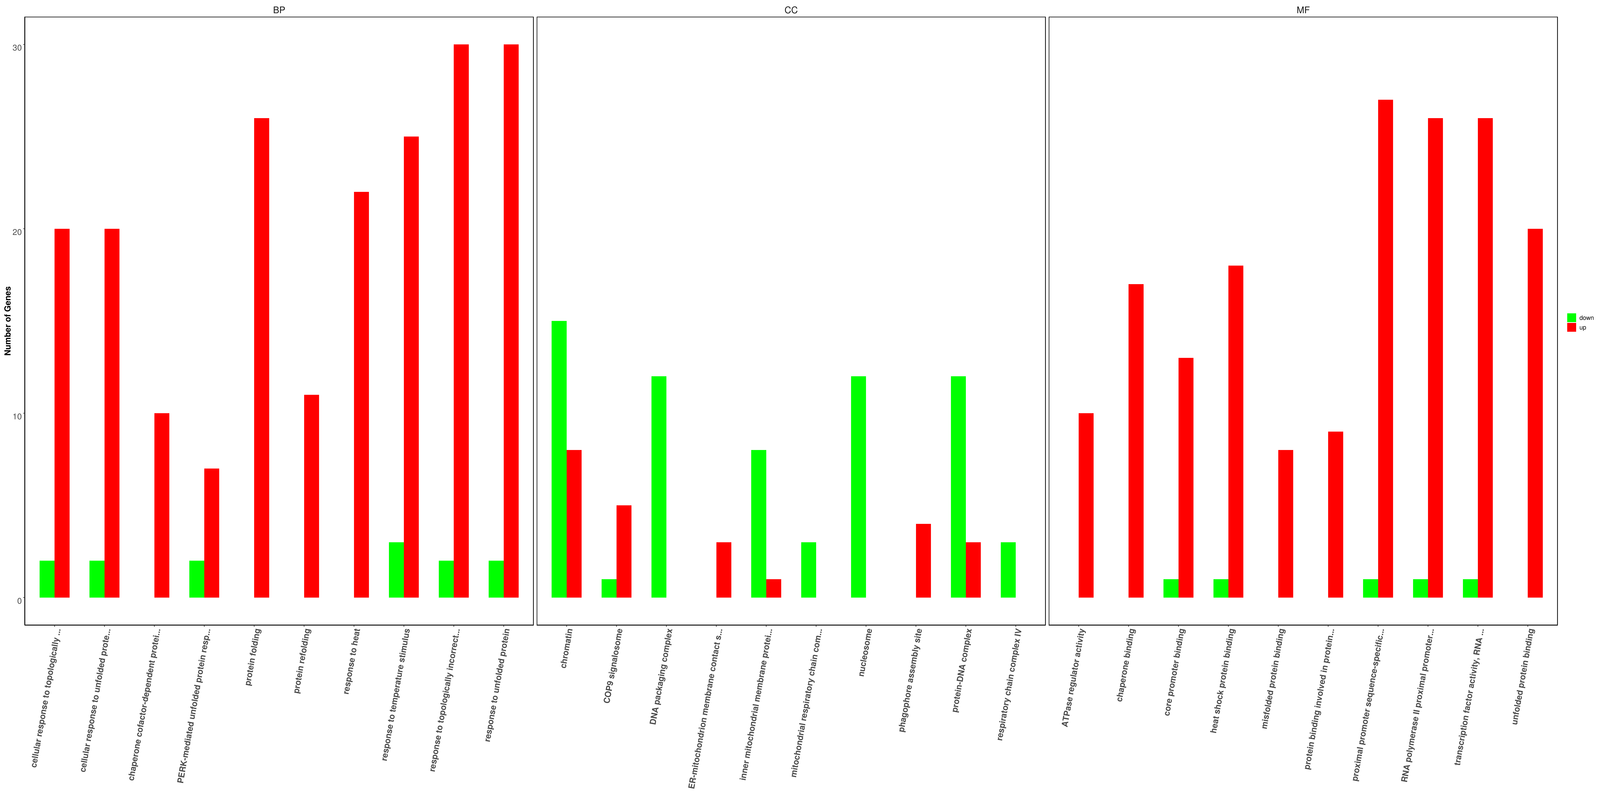 BP
CC
MF
Number of Genes
30
20
10
0
cellular response to topologically ...
cellular response to unfolded prote...
chaperone cofactor-dependent protei...
PERK-mediated unfolded protein resp...
protein folding
protein refolding
response to heat
response to temperature stimulus
response to topologically incorrect...
response to unfolded protein
chromatin
COP9 signalosome
DNA packaging complex
ER-mitochondrion membrane contact s...
inner mitochondrial membrane protei...
mitochondrial respiratory chain com...
nucleosome
phagophore assembly site
protein-DNA complex
respiratory chain complex IV
ATPase regulator activity
chaperone binding
core promoter binding
heat shock protein binding
misfolded protein binding
protein binding involved in protein...
proximal promoter sequence-specific...
RNA polymerase II proximal promoter...
transcription factor activity, RNA ...
unfolded protein binding
down
up